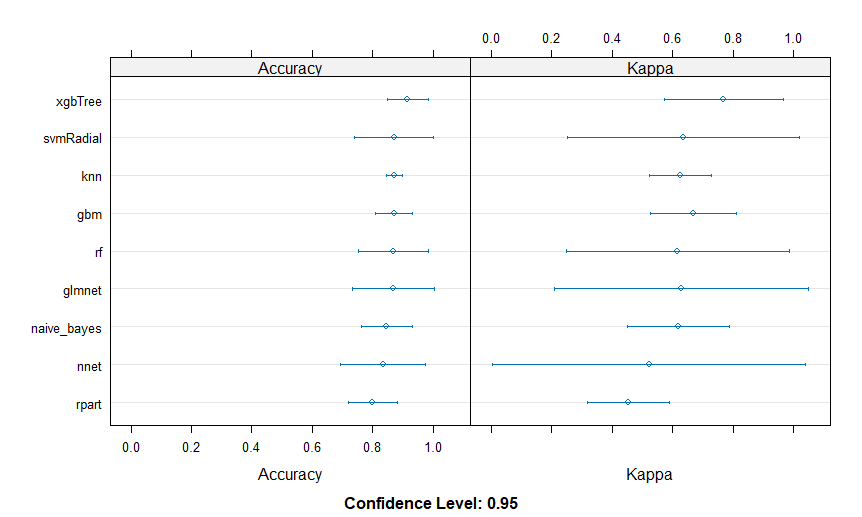 0.0 0.2 0.4 0.6 0.8 1.0
Accuracy Kappa
xgbTree
svmRadial
knn
gbm
rf
glmnet
naive_bayes
nnet
rpart
0.0 0.2 0.4 0.6 0.8 1.0
Accuracy Kappa
Confidence Level: 0.95